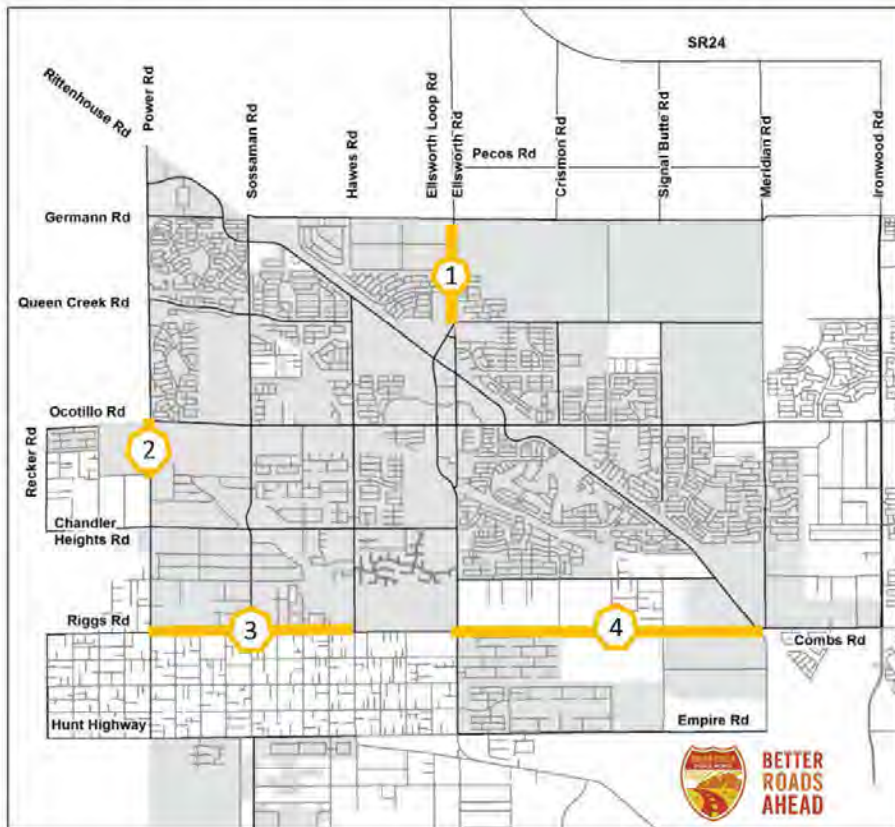 SR24
Rittenhouse Rd
Power Rd
Sossaman Rd
Hawes Rd
Ellsworth Loop Rd
Ellsworth Rd
Pecos Rd
Crismon Rd
Signal Butte Rd
Meridian Rd
Ironwood Rd
Germann Rd
1
Queen Creek Rd
Ocotillo Rd
Recker Rd
2
Chandler
Heights Rd
Riggs Rd
3
4
Combs Rd
Hunt Highway
Empire Rd
BETTER
ROADS
AHEAD